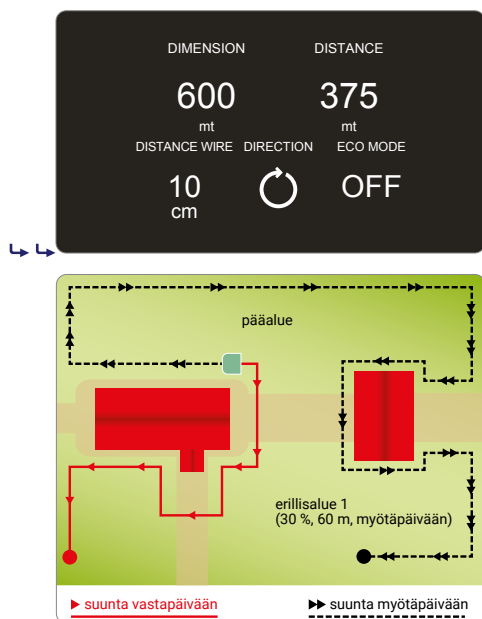 DIMENSION DISTANCE
600 375
mt mt
DISTANCE WIRE DIRECTION ECO MODE
10 OFF
cm
pääalue
erillisalue 1
(30 %, 60 m, myötäpäivään)
suunta vastapäivään suunta myötäpäivään